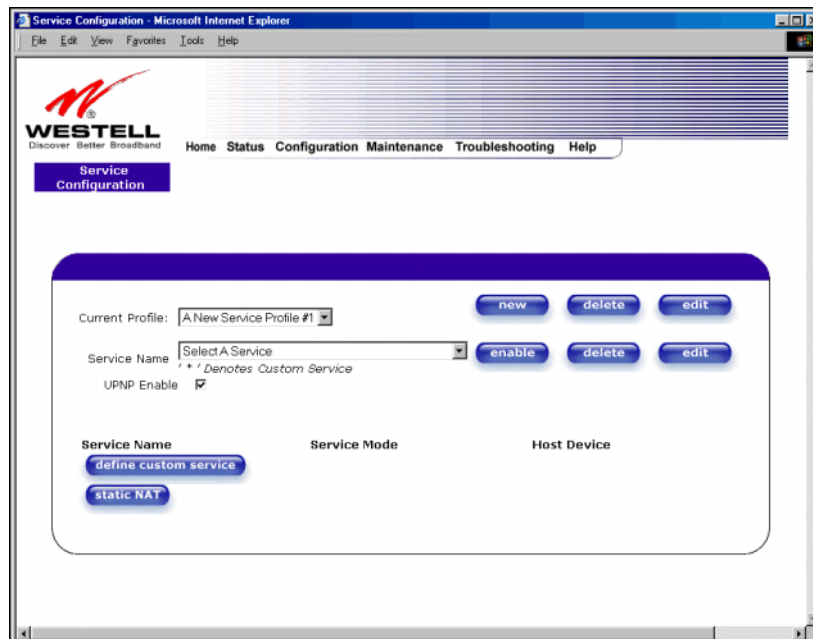 Service Configuration - Microsoft Internet Explorer
File Edit View Favorites Tools Help
WESTELL
®
Discover Better Broadband
Home Status Configuration Maintenance Troubleshooting Help
Service
Configuration
Current Profile: A New Service Profile #1 new delete edit
Service Name Select A Service enable delete edit
' * ' Denotes Custom Service
UPNP Enable
Service Name Service Mode Host Device
define custom service
static NAT